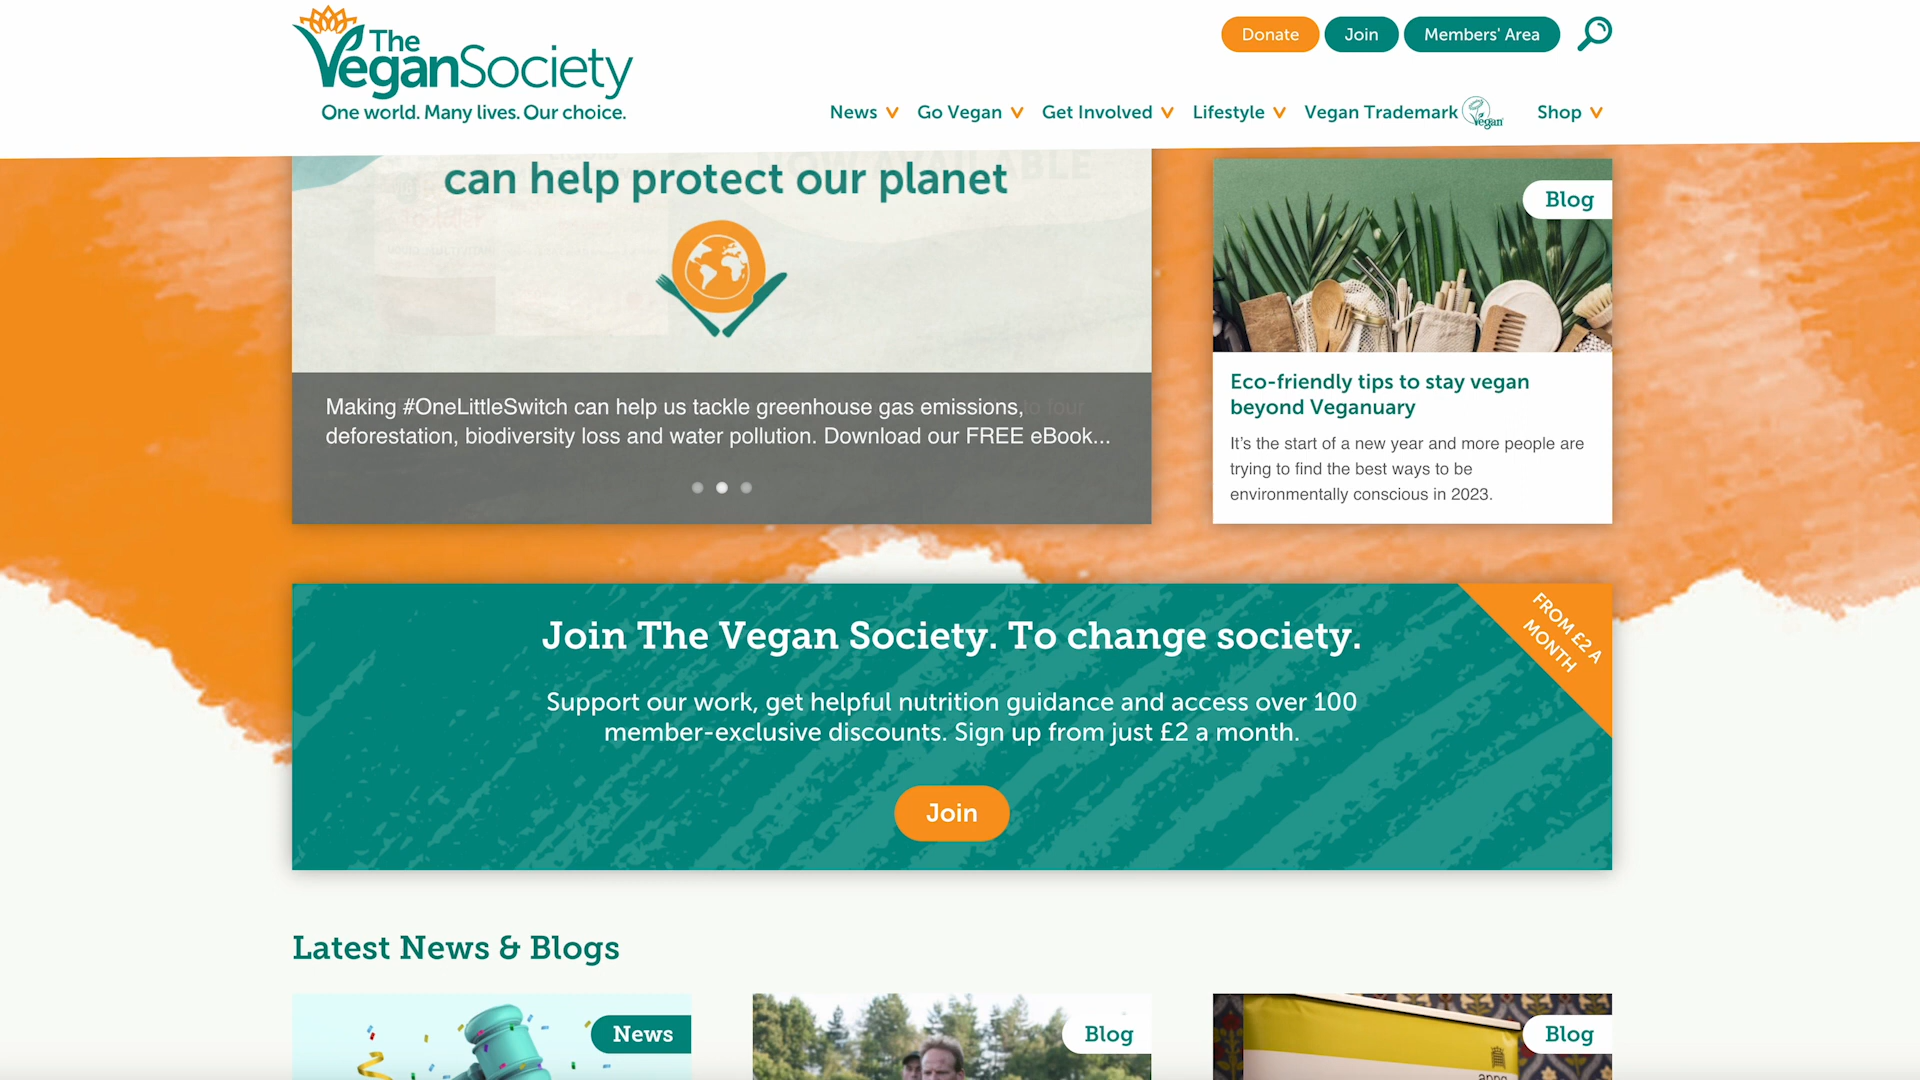 The
VeganSociety
One world. Many lives. Our choice.
Donate
Join
Members' Area
News
Go Vegan
Get Involved
Lifestyle
Vegan Trademark
Vegan
Shop
NOW AVAILABLE
can help protect our planet
Making #OneLittleSwitch can help us tackle greenhouse gas emissions,
deforestation, biodiversity loss and water pollution. Download our FREE eBook...
Blog
Eco-friendly tips to stay vegan
beyond Veganuary
It's the start of a new year and more people are
trying to find the best ways to be
environmentally conscious in 2023.
Join The Vegan Society. To change society.
FROM £2 A
MONTH
Support our work, get helpful nutrition guidance and access over 100
member-exclusive discounts. Sign up from just £2 a month.
Join
Latest News & Blogs
News
Blog
Blog
appg